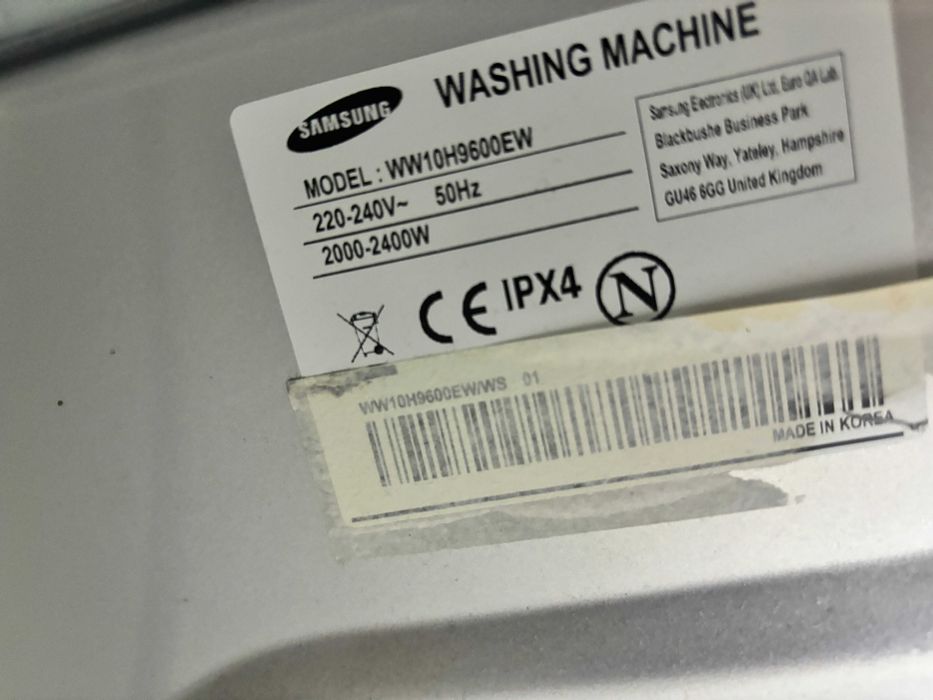 SAMSUNG
WASHING MACHINE
MODEL : WW10H9600EW
220-240V~ 50Hz
2000-2400W
Samsung Electronics (UK) Ltd, Euro QA Lab.
Blackbushe Business Park
Saxony Way, Yateley, Hampshire
GU46 6GG United Kingdom
CE IPX4 N
WW10H9600EW/WS 01
MADE IN KOREA